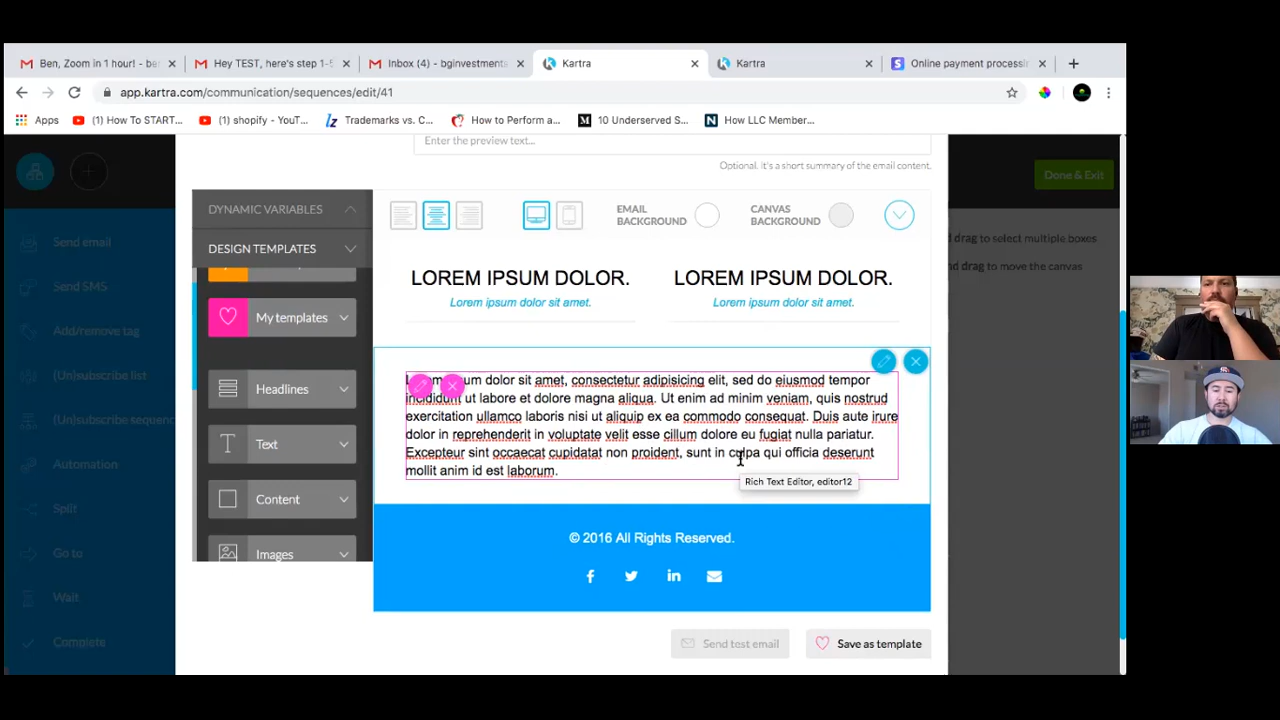 Ben, Zoom in 1 hour! - be
Hey TEST, here's step 1-5
Inbox (4) - bginvestments
Kartra
Kartra
Online payment processin
app.kartra.com/communication/sequences/edit/41
Apps
(1) How To START...
(1) shopify - YouT...
Trademarks vs. C...
How to Perform a...
10 Underserved S...
How LLC Member...
Enter the preview text...
Optional. it's a short summary of the email content.
Done & Exit
DYNAMIC VARIABLES
EMAIL BACKGROUND
CANVAS BACKGROUND
DESIGN TEMPLATES
My templates
Headlines
Text
Content
Images
Send email
Send SMS
Add/remove tag
(Un)subscribe list
(Un)subscribe sequence
Automation
Split
Go to
Wait
Complete
drag to select multiple boxes
nd drag to move the canvas
LOREM IPSUM DOLOR.
Lorem ipsum dolor sit amet.
LOREM IPSUM DOLOR.
Lorem ipsum dolor sit amet.
um dolor sit amet, consectetur adipisicing elit, sed do eiusmod tempor
incididunt ut labore et dolore magna aliqua. Ut enim ad minim veniam, quis nostrud
exercitation ullamco laboris nisi ut aliquip ex ea commodo consequat. Duis aute irure
dolor in reprehenderit in voluptate velit esse cillum dolore eu fugiat nulla pariatur.
Excepteur sint occaecat cupidatat non proident, sunt in culpa qui officia deserunt
mollit anim id est laborum.
Rich Text Editor, editor12
© 2016 All Rights Reserved.
Send test email
Save as template